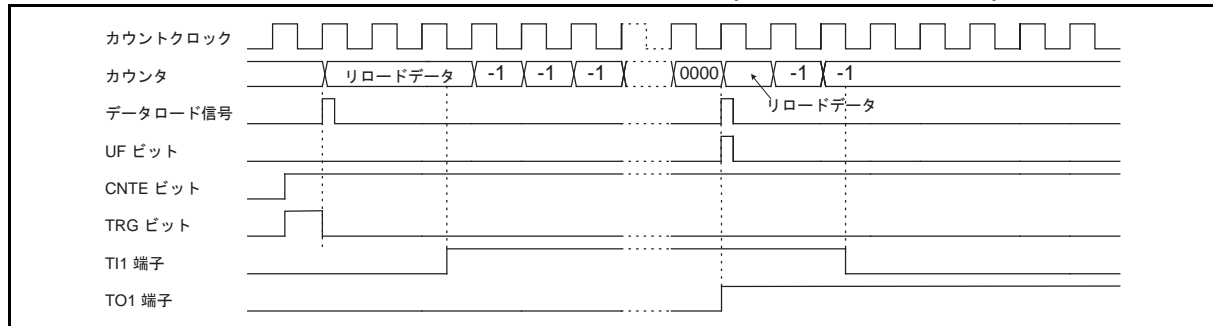 カウントクロック
カウンタ リロードデータ -1 -1 -1 0000 -1 -1
データロード信号 リロードデータ
UF ビット
CNTE ビット
TRG ビット
TI1 端子
TO1 端子